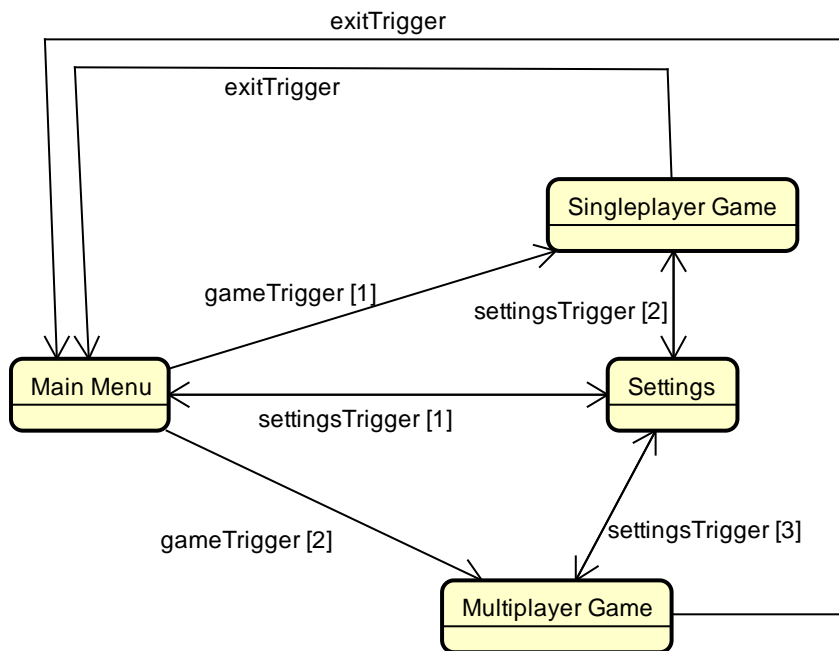 exitTrigger
exitTrigger
Singleplayer Game
gameTrigger [1]
settingsTrigger [2]
Main Menu
Settings
settingsTrigger [1]
gameTrigger [2]
settingsTrigger [3]
Multiplayer Game